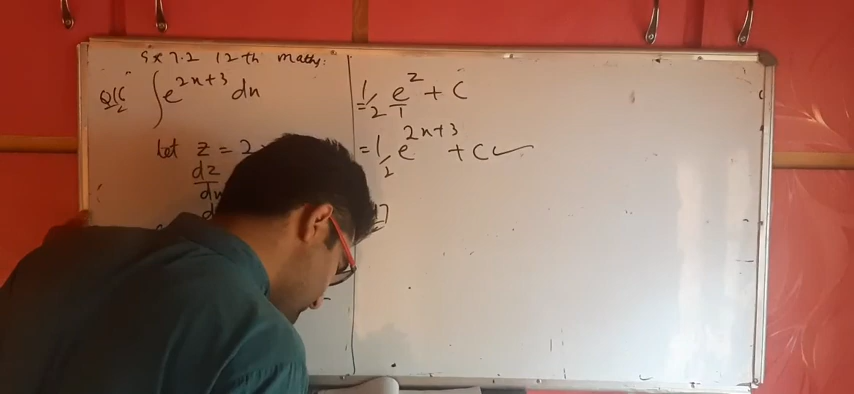 Ex 7.2 12th maths:
Q16 ∫e^2x+3 dx
Let z = 2
dz
dx
d
= 1/2 e^z/1 + C
= 1/2 e^2x+3 + C